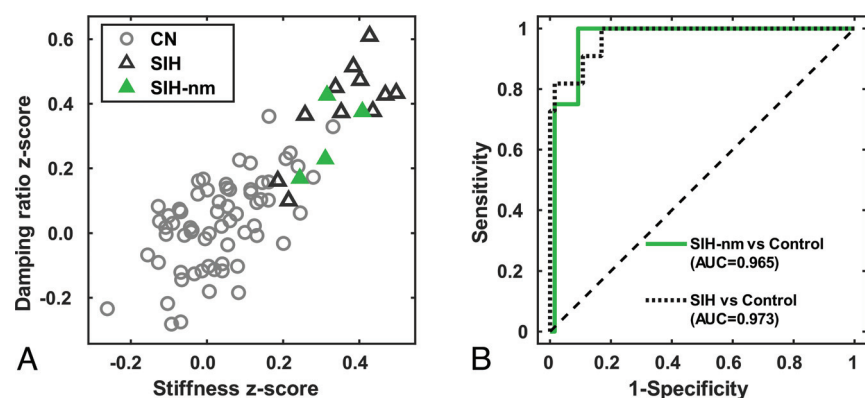 0.6
0.4
0.2
0.0
-0.2
Damping ratio z-score
CN
SIH
SIH-nm
-0.2
0.0
0.2
0.4
Stiffness z-score
A
1
0.8
0.6
0.4
0.2
0
Sensitivity
SIH-nm vs Control
(AUC=0.965)
SIH vs Control
(AUC=0.973)
0
0.2
0.4
0.6
0.8
1
1-Specificity
B